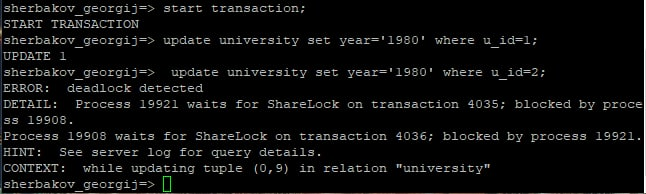 sherbakov_georgij=> start transaction;
START TRANSACTION
sherbakov_georgij=> update university set year='1980' where u_id=1;
UPDATE 1
sherbakov_georgij=>  update university set year='1980' where u_id=2;
ERROR:  deadlock detected
DETAIL:  Process 19921 waits for ShareLock on transaction 4035; blocked by proce
ss 19908.
Process 19908 waits for ShareLock on transaction 4036; blocked by process 19921.
HINT:  See server log for query details.
CONTEXT:  while updating tuple (0,9) in relation "university"
sherbakov_georgij=>